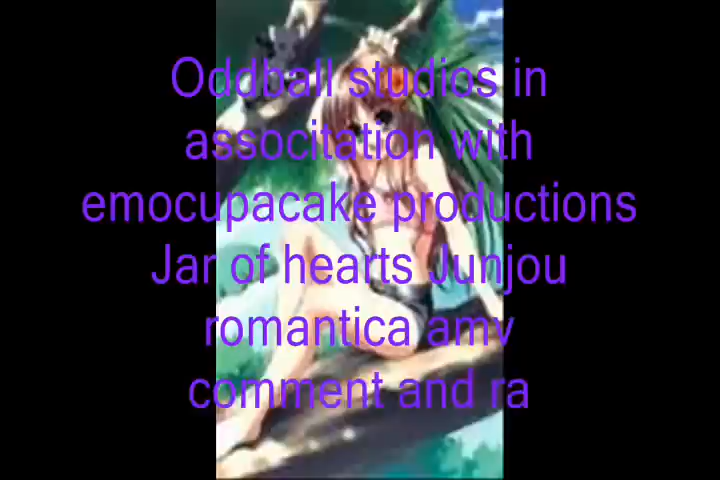 Oddball studios in
associtation with
emocupacake productions
Jar of hearts Junjou
romantica amv
comment and ra